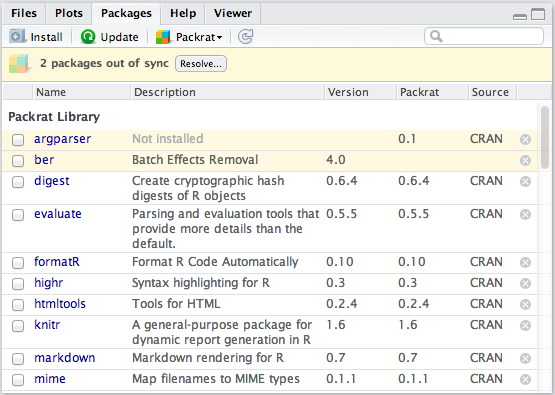 Files Plots Packages Help Viewer
Install Update Packrat
2 packages out of sync Resolve...
Name Description Version Packrat Source
Packrat Library
argparser Not installed 0.1 CRAN
ber Batch Effects Removal 4.0
digest Create cryptographic hash 0.6.4 0.6.4 CRAN
digests of R objects
evaluate Parsing and evaluation tools that 0.5.5 0.5.5 CRAN
provide more details than the
default.
formatR Format R Code Automatically 0.10 0.10 CRAN
highr Syntax highlighting for R 0.3 0.3 CRAN
htmltools Tools for HTML 0.2.4 0.2.4 CRAN
knitr A general-purpose package for 1.6 1.6 CRAN
dynamic report generation in R
markdown Markdown rendering for R 0.7 0.7 CRAN
mime Map filenames to MIME types 0.1.1 0.1.1 CRAN